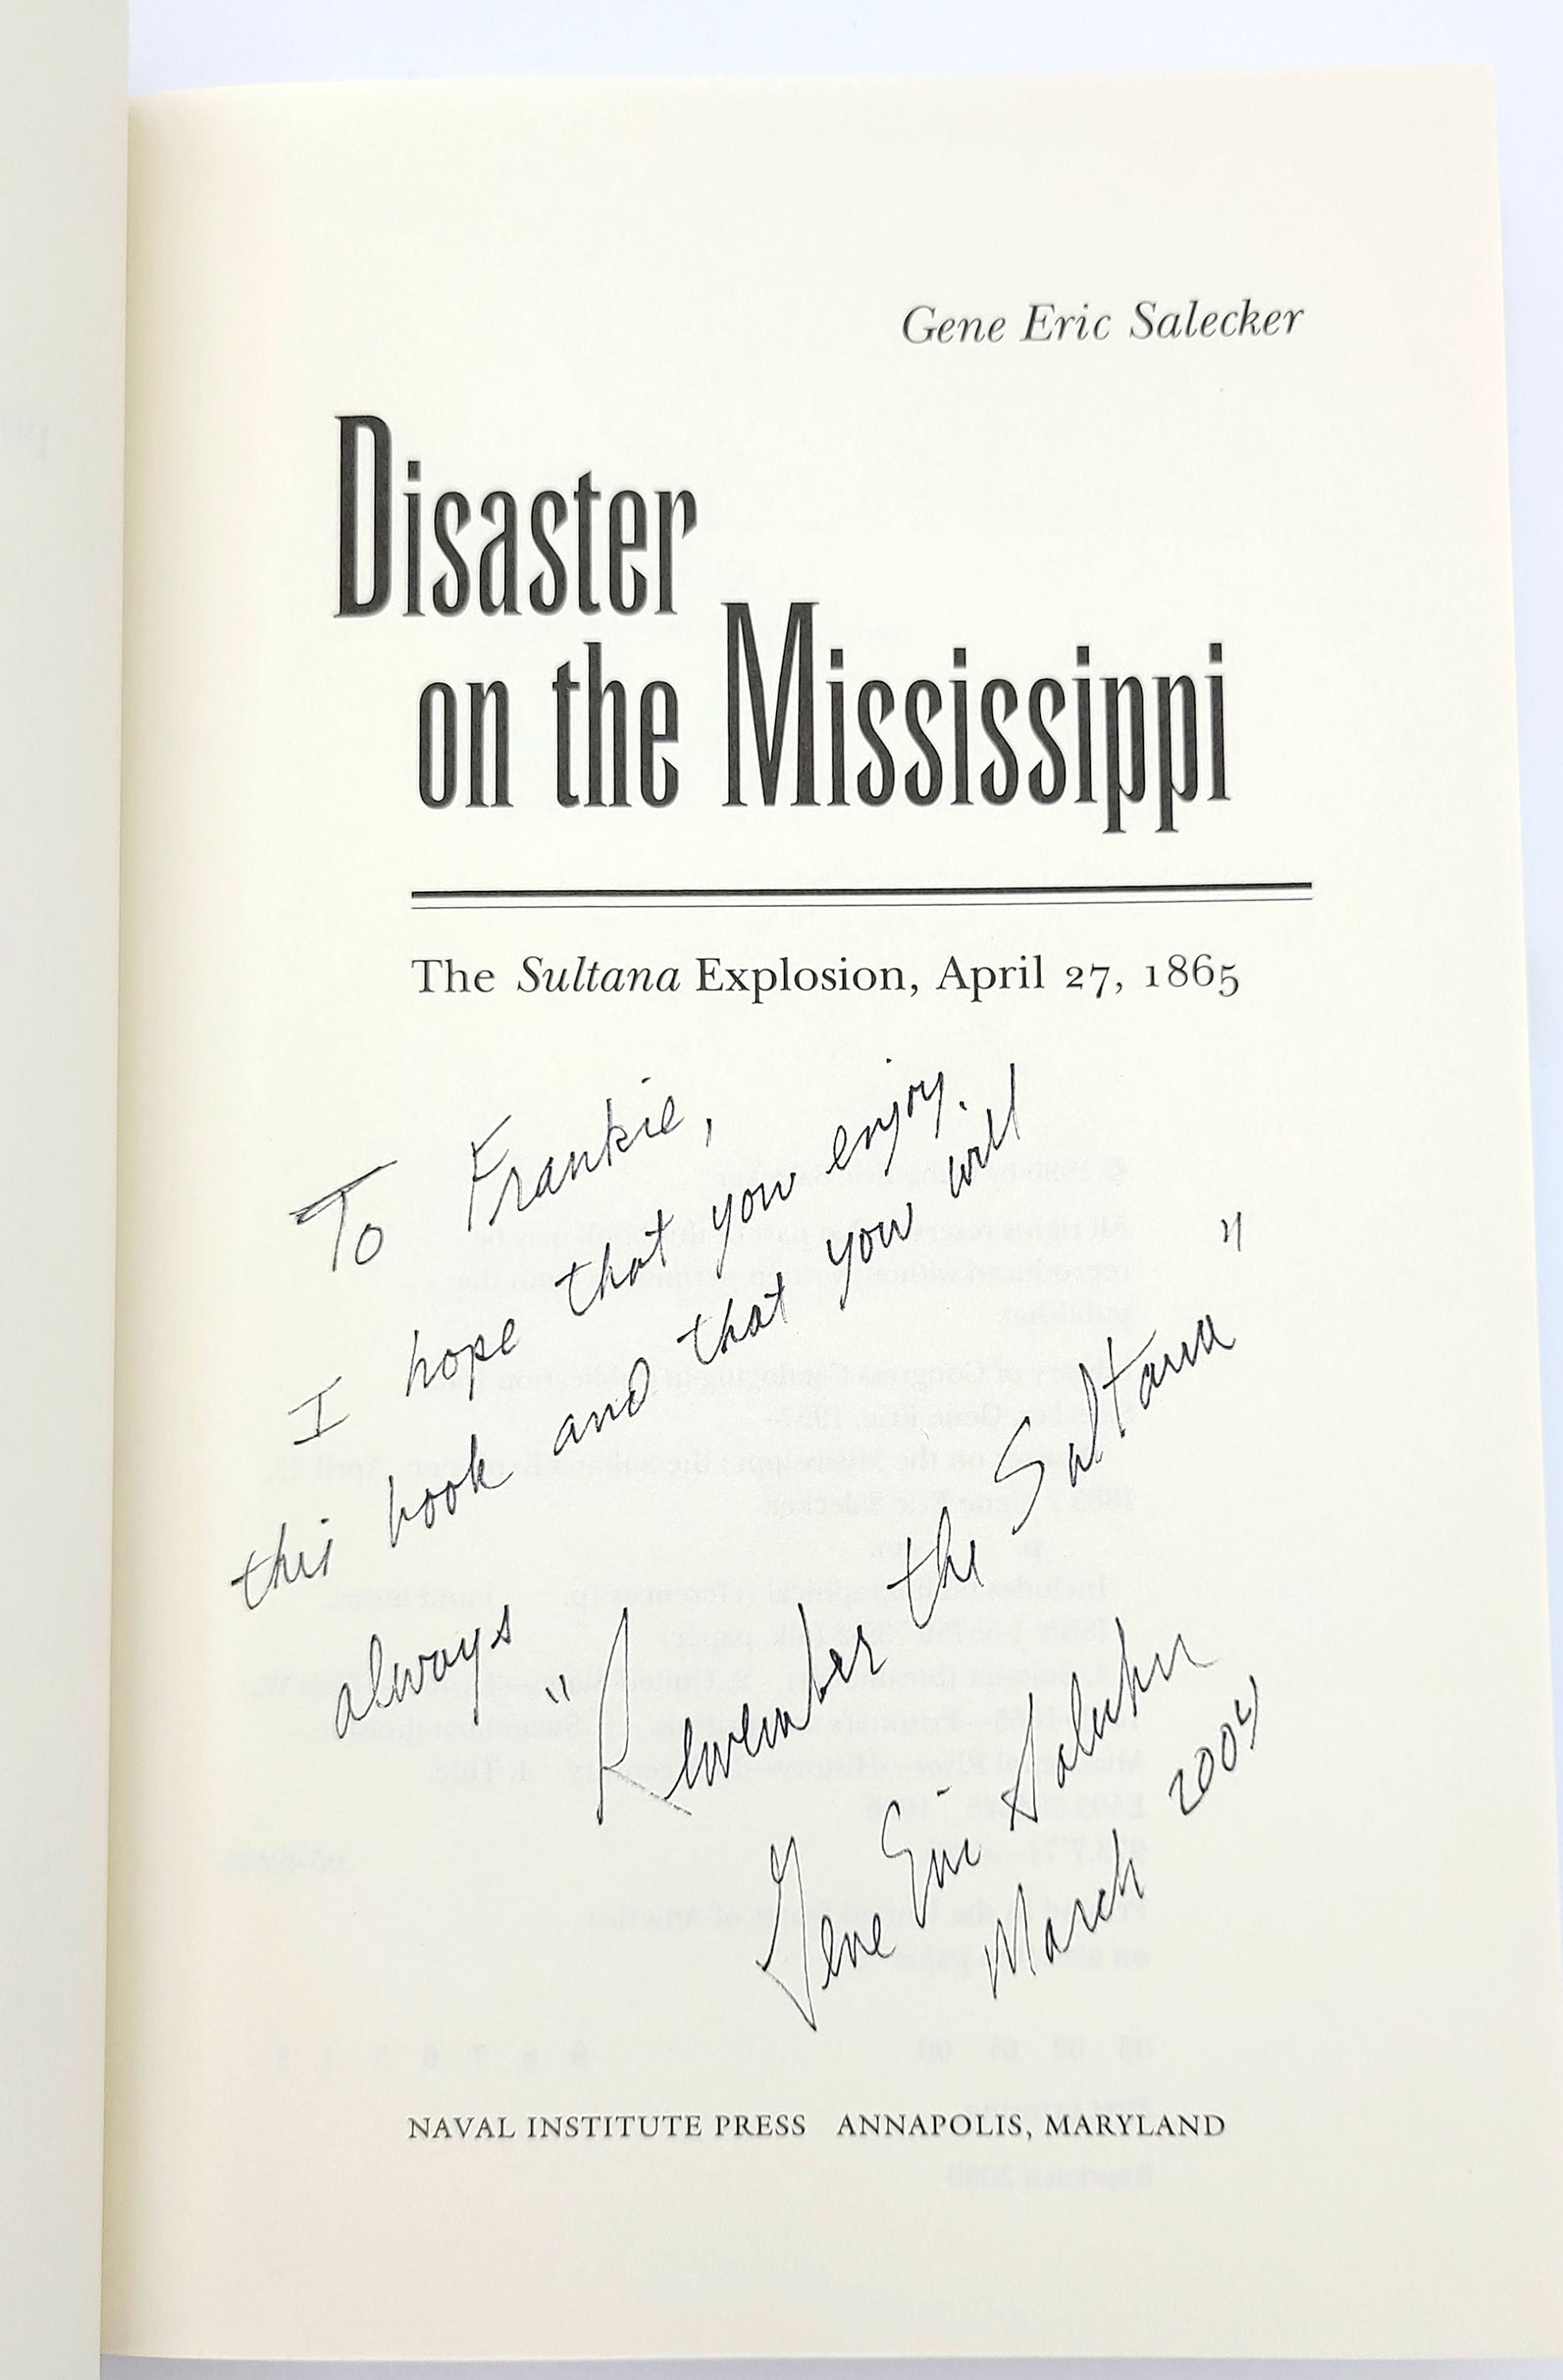 Gene Eric Salecker
Disaster
on the Mississippi
The Sultana Explosion, April 27, 1865
To Frankie,
I hope that you enjoy.
this book and that you will
always "Remember the Sultana"
Gene Eric Salecker
March 2004
NAVAL INSTITUTE PRESS ANNAPOLIS, MARYLAND